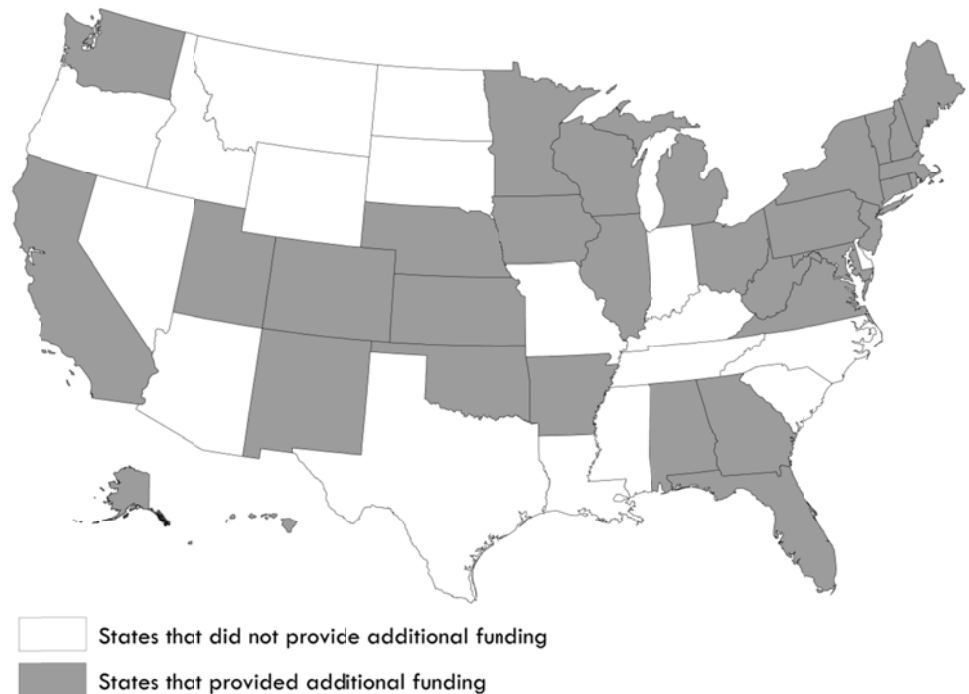 States that did not provide additional funding
States that provided additional funding